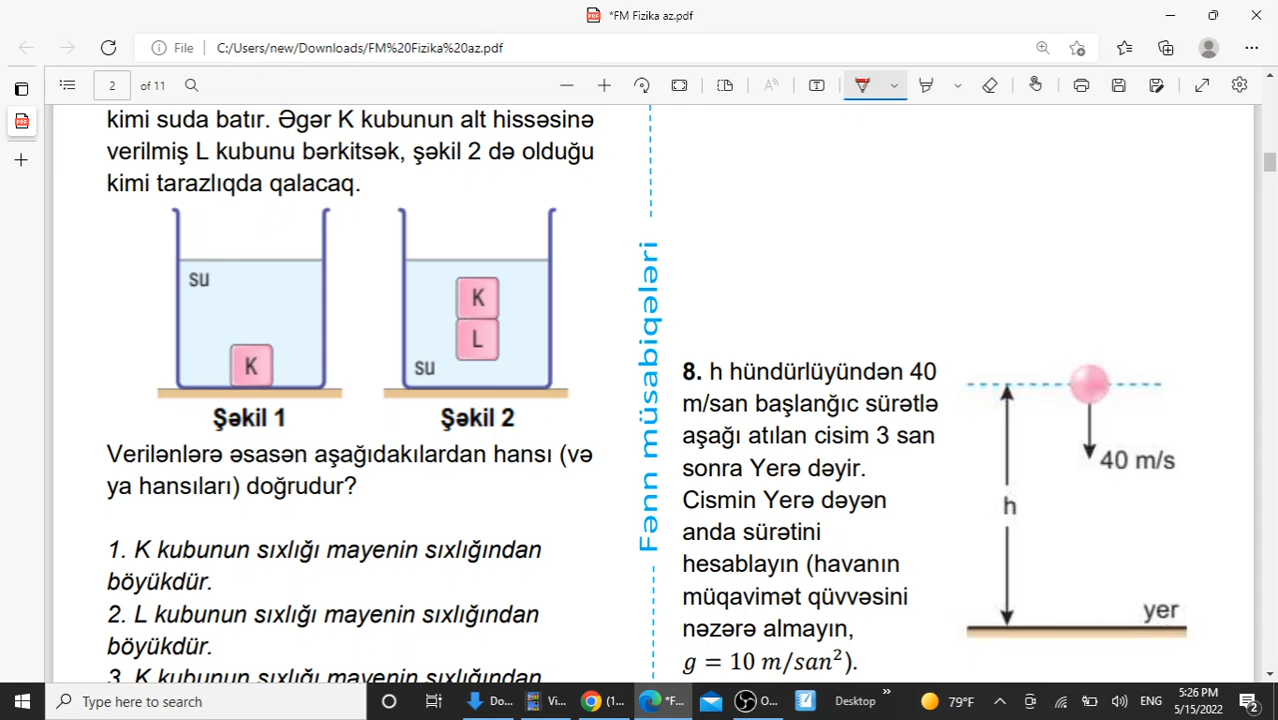 *FM Fizika az.pdf
File
C:/Users/new/Downloads/FM%20Fizika%20az.pdf
2
of 11
kimi suda batır. Əgər K kubunun alt hissəsinə
verilmiş L kubunu bərkitsək, şəkil 2 də olduğu
kimi tarazlıqda qalacaq.
su
K
Şəkil 1
K
L
su
Şəkil 2
Verilənlərə əsasən aşağıdakılardan hansı (və
ya hansıları) doğrudur?
1. K kubunun sıxlığı mayenin sıxlığından
böyükdür.
2. L kubunun sıxlığı mayenin sıxlığından
böyükdür.
3. K kubunun sıxlığı mayenin sıxlığından
Fənn müsabiqələri
8. h hündürlüyündən 40
m/san başlanğıc sürətlə
aşağı atılan cisim 3 san
sonra Yerə dəyir.
Cismin Yerə dəyən
anda sürətini
hesablayın (havanın
müqavimət qüvvəsini
nəzərə almayın,
g = 10 m/san²).
40 m/s
h
yer
Type here to search
Do...
Vi...
(1...
*F...
O...
Desktop
79°F
ENG
5:26 PM
5/15/2022
2